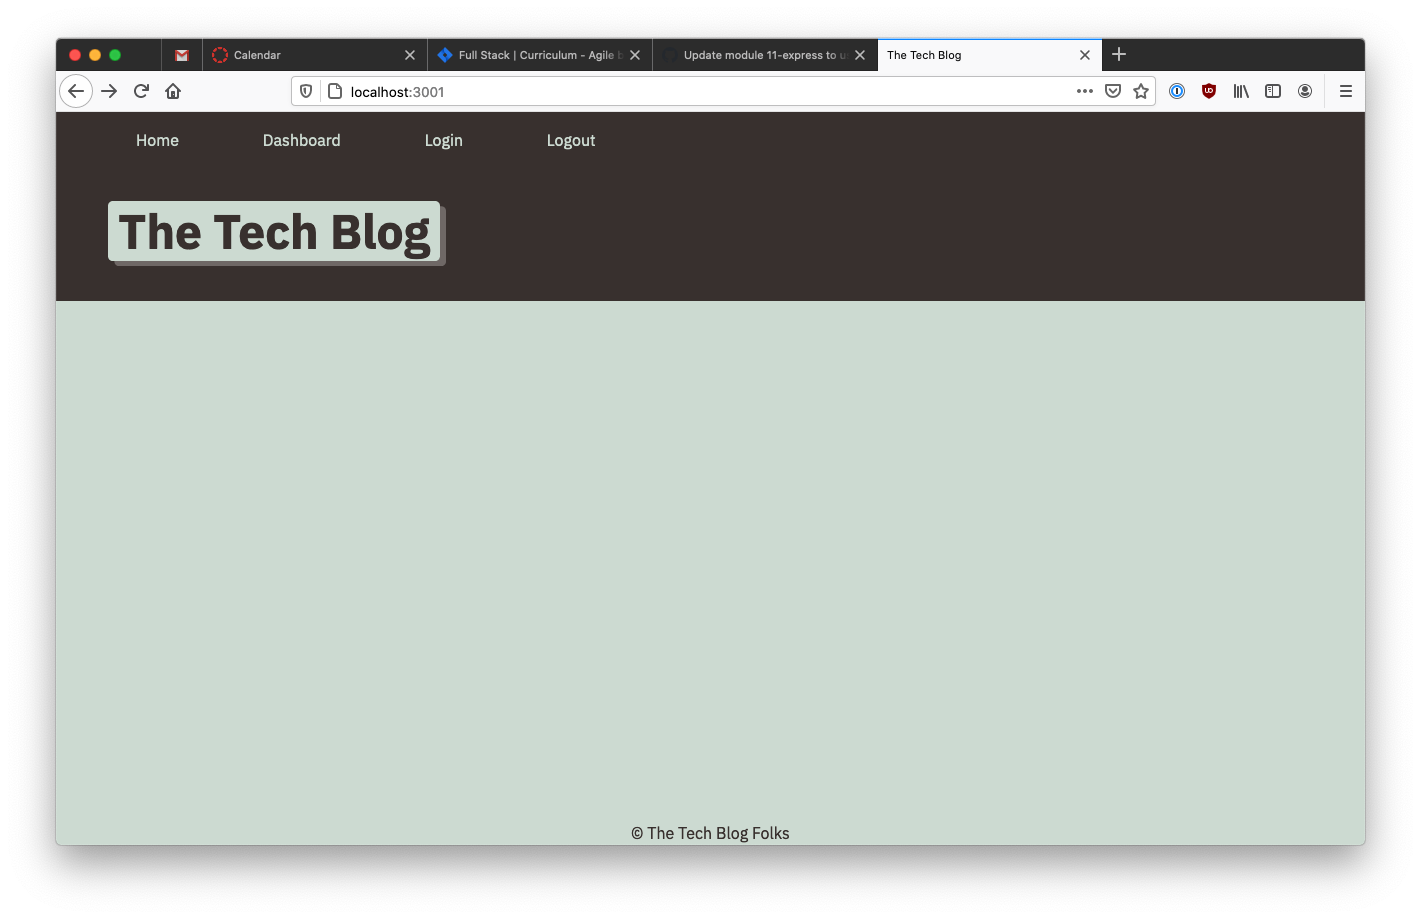 Calendar
Full Stack | Curriculum - Agile b
Update module 11-express to u
The Tech Blog
localhost:3001
Home
Dashboard
Login
Logout
The Tech Blog
© The Tech Blog Folks